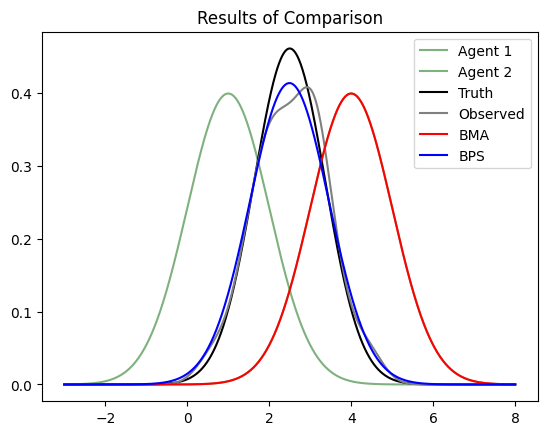 Results of Comparison
Agent 1
Agent 2
Truth
Observed
BMA
BPS
0.4
0.3
0.2
0.1
0.0
−2
0
2
4
6
8